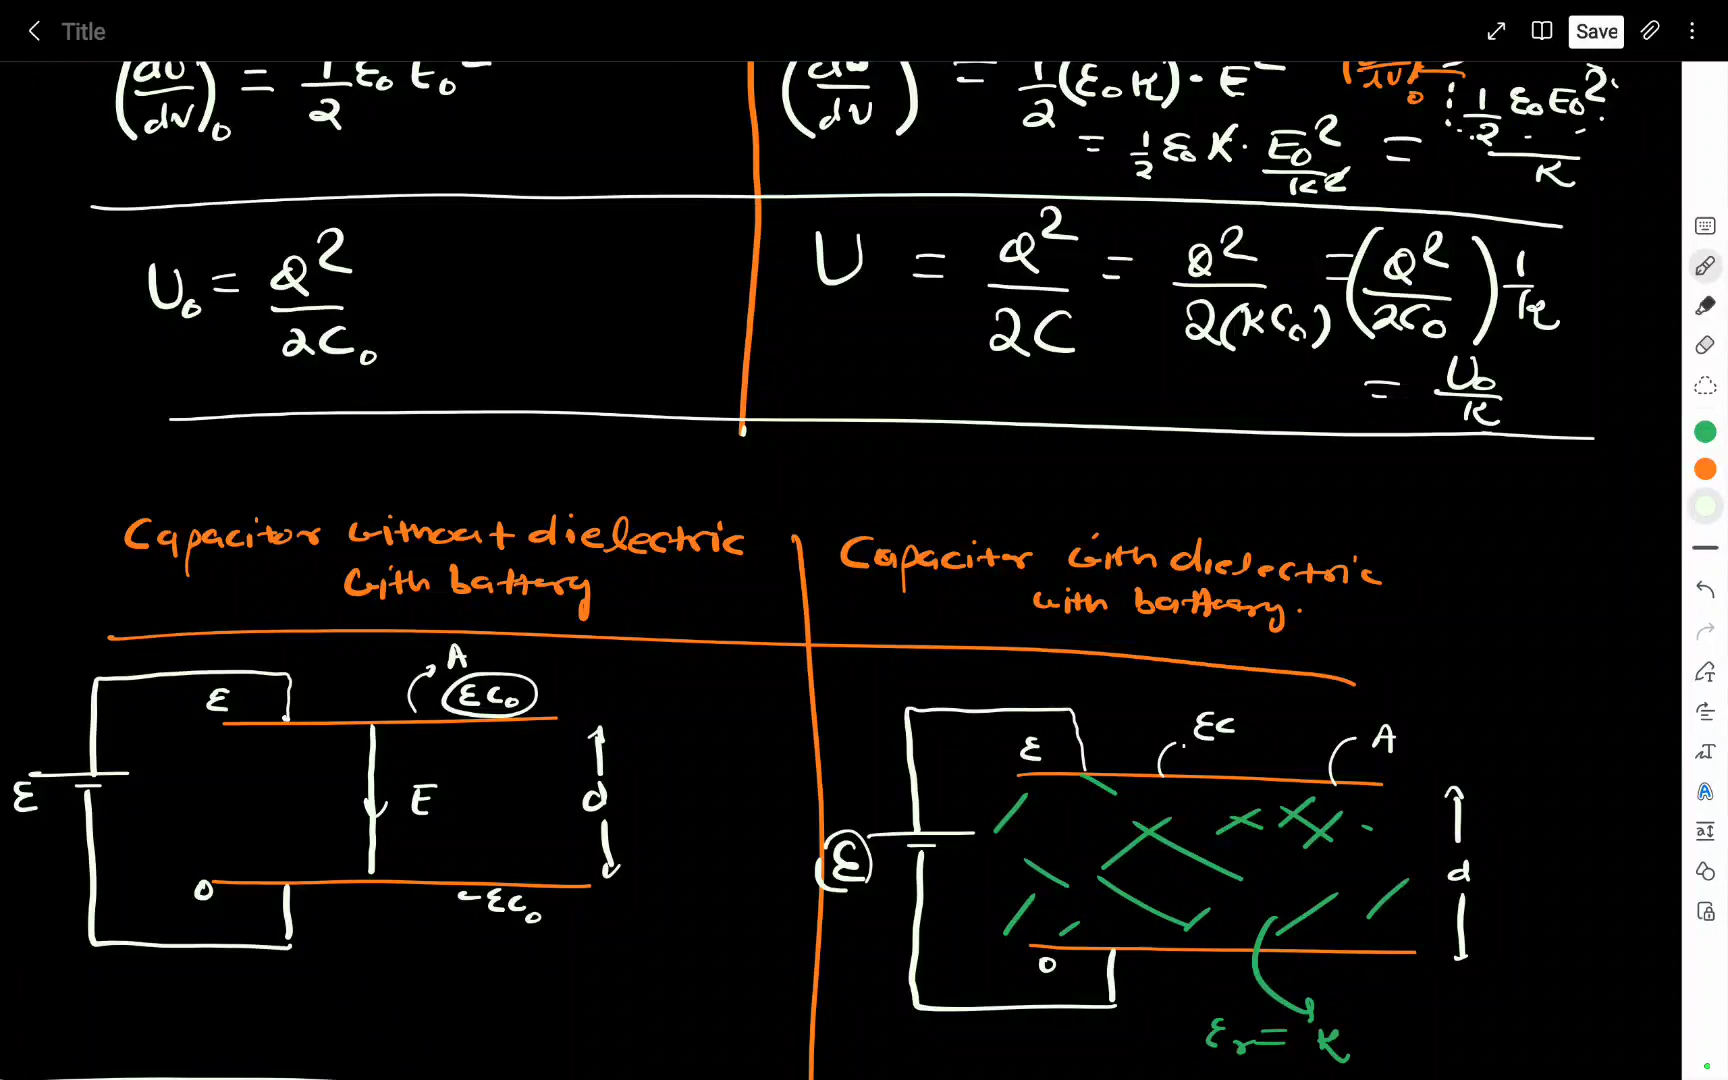 Title
Save
(dU/dV)₀ = 1/2 ε₀ E₀²
(dU/dV) = 1/2 (ε₀K)·E²
= 1/2 ε₀ K · E₀²/K² = (1/2 ε₀E₀²)/K
U₀ = Q²/2C₀
U = Q²/2C = Q²/2(KC₀) = (Q²/2C₀) 1/K
= U₀/K
Capacitor without dielectric
with battery
Capacitor with dielectric
with battery.
A
ε
εC₀
ε
E
d
0
-εC₀
ε
εC
A
ε
d
0
εr = K